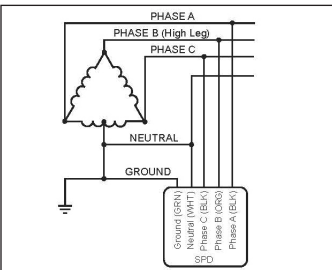 PHASE A
PHASE B (High Leg)
PHASE C
NEUTRAL
GROUND
Ground (GRN)
Neutral (WHT)
Phase C (BLK)
Phase B (ORG)
Phase A (BLK)
SPD